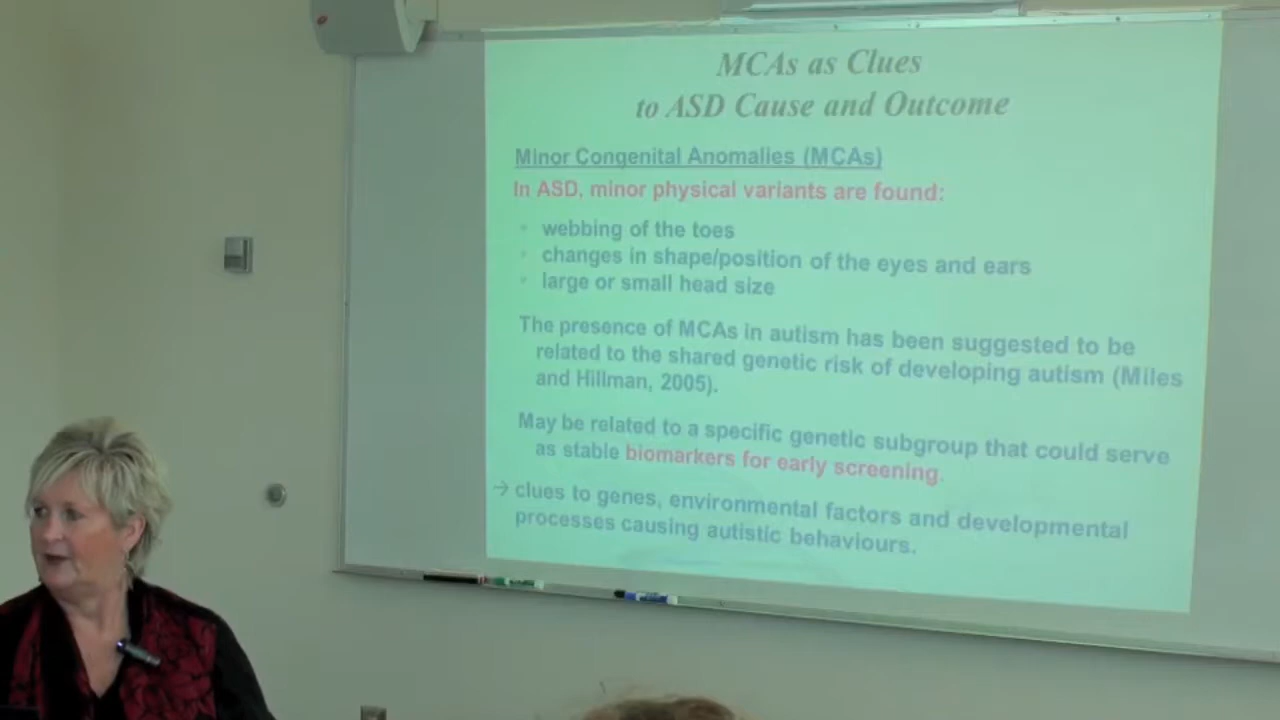 MCAs as Clues
to ASD Cause and Outcome
Minor Congenital Anomalies (MCAs)
In ASD, minor physical variants are found:
• webbing of the toes
• changes in shape/position of the eyes and ears
• large or small head size
The presence of MCAs in autism has been suggested to be
related to the shared genetic risk of developing autism (Miles
and Hillman, 2005).
May be related to a specific genetic subgroup that could serve
as stable biomarkers for early screening.
→ clues to genes, environmental factors and developmental
processes causing autistic behaviours.